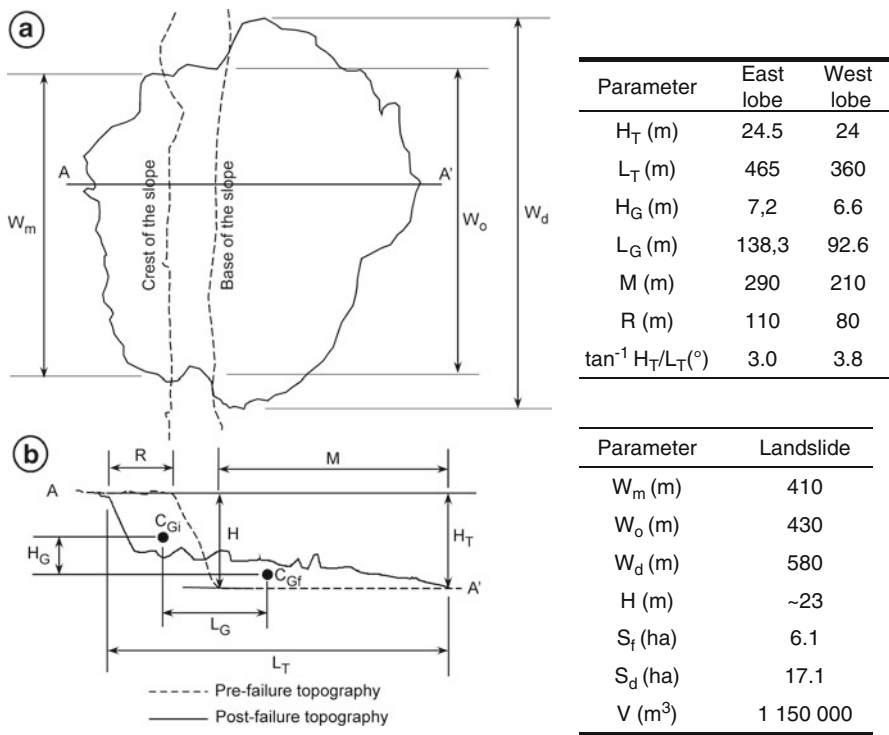 a
A
A'
W_m
Crest of the slope
Base of the slope
W_o
W_d
b
R
M
A
C_Gi
H
H_T
H_G
C_Gf
A'
L_G
L_T
Pre-failure topography
Post-failure topography
Parameter East lobe West lobe
H_T (m) 24.5 24
L_T (m) 465 360
H_G (m) 7,2 6.6
L_G (m) 138,3 92.6
M (m) 290 210
R (m) 110 80
tan⁻¹ H_T/L_T(°) 3.0 3.8
Parameter Landslide
W_m (m) 410
W_o (m) 430
W_d (m) 580
H (m) ~23
S_f (ha) 6.1
S_d (ha) 17.1
V (m³) 1 150 000